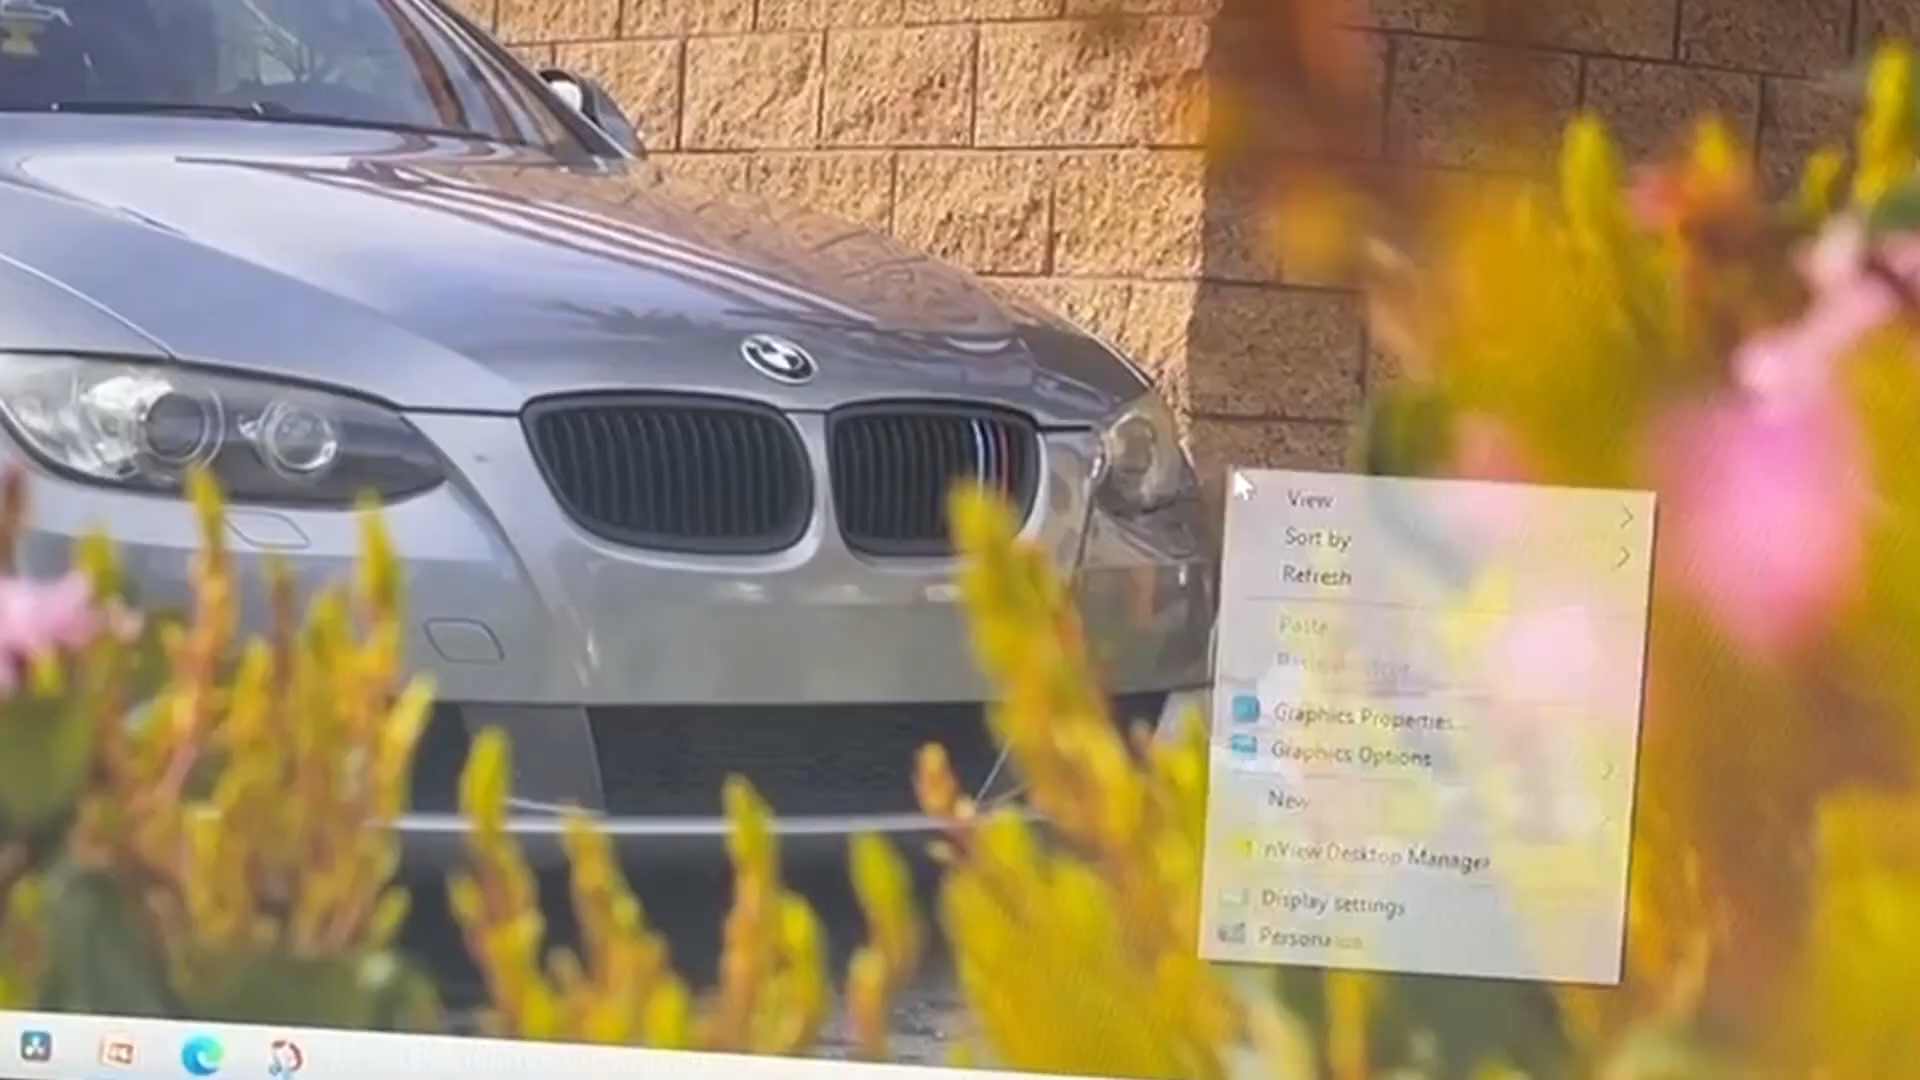 View
Sort by
Refresh
Paste
Graphics Properties...
Graphics Options
New
nView Desktop Manager
Display settings